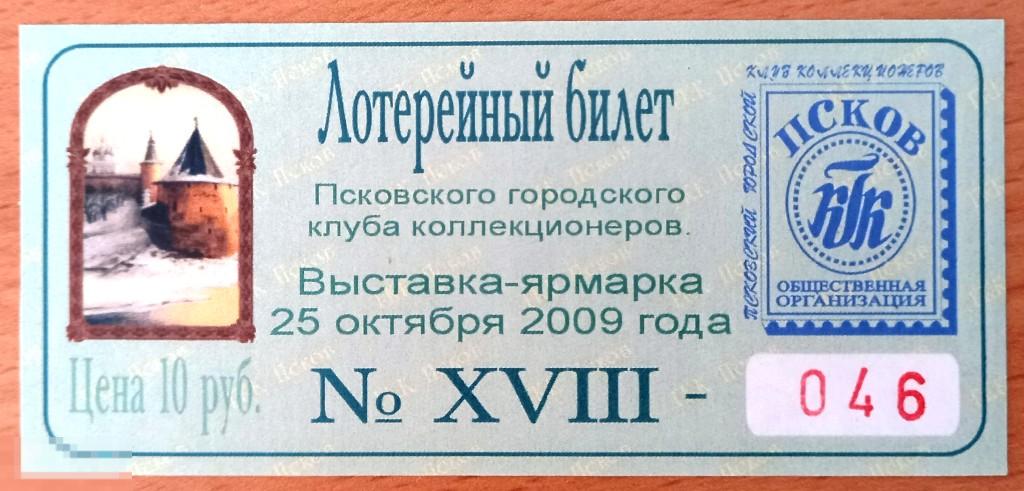 Лотерейный билет
Псковского городского
клуба коллекционеров.
Выставка-ярмарка
25 октября 2009 года
Цена 10 руб.
№ XVIII - 046
КЛУБ КОЛЛЕКЦИОНЕРОВ
ПСКОВСКИЙ ГОРОДСКОЙ
ПСКОВ
КГК
ОБЩЕСТВЕННАЯ
ОРГАНИЗАЦИЯ